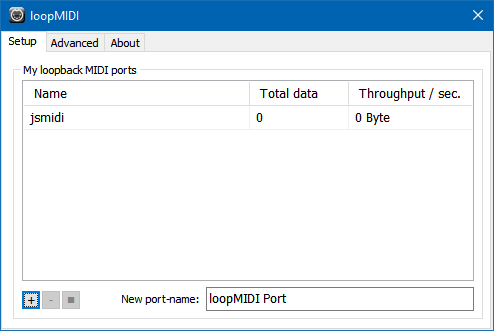 loopMIDI
Setup Advanced About
My loopback MIDI ports
Name Total data Throughput / sec.
jsmidi 0 0 Byte
+ - ■ New port-name: loopMIDI Port